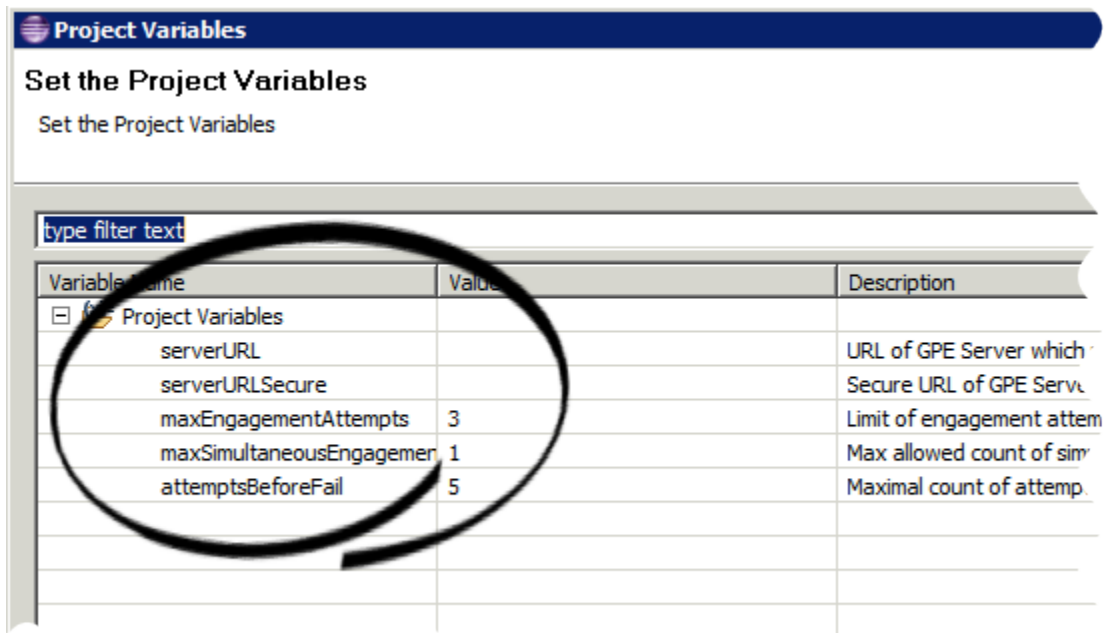 Project Variables
Set the Project Variables
Set the Project Variables
type filter text
Variable Name Value Description
Project Variables
serverURL URL of GPE Server which
serverURLSecure Secure URL of GPE Serve
maxEngagementAttempts 3 Limit of engagement attem
maxSimultaneousEngagemen 1 Max allowed count of sim
attemptsBeforeFail 5 Maximal count of attemp